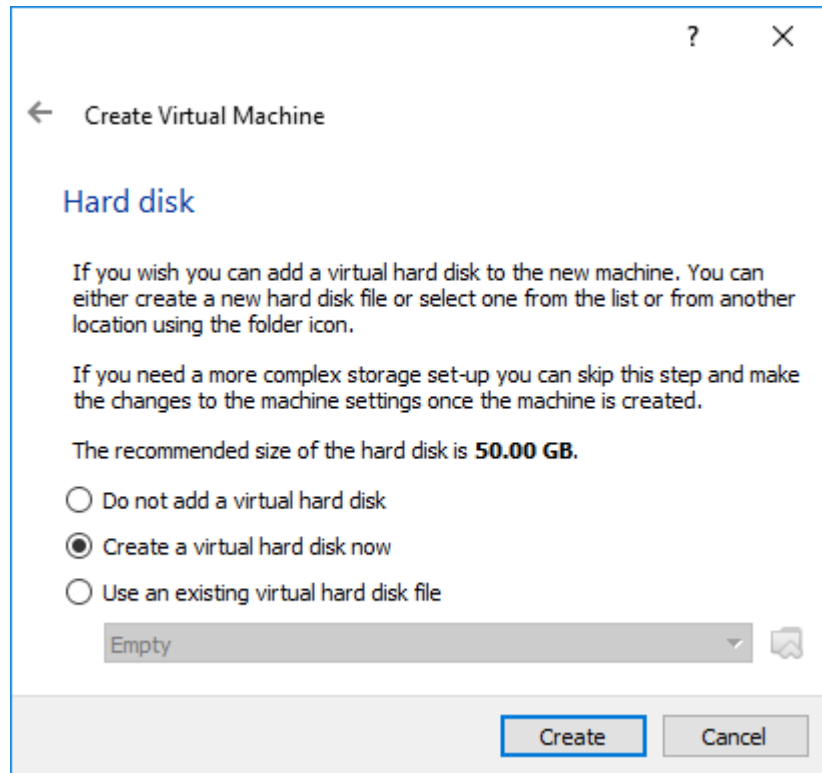 ?
Create Virtual Machine
Hard disk
If you wish you can add a virtual hard disk to the new machine. You can
either create a new hard disk file or select one from the list or from another
location using the folder icon.
If you need a more complex storage set-up you can skip this step and make
the changes to the machine settings once the machine is created.
The recommended size of the hard disk is 50.00 GB.
Do not add a virtual hard disk
Create a virtual hard disk now
Use an existing virtual hard disk file
Empty
Create Cancel